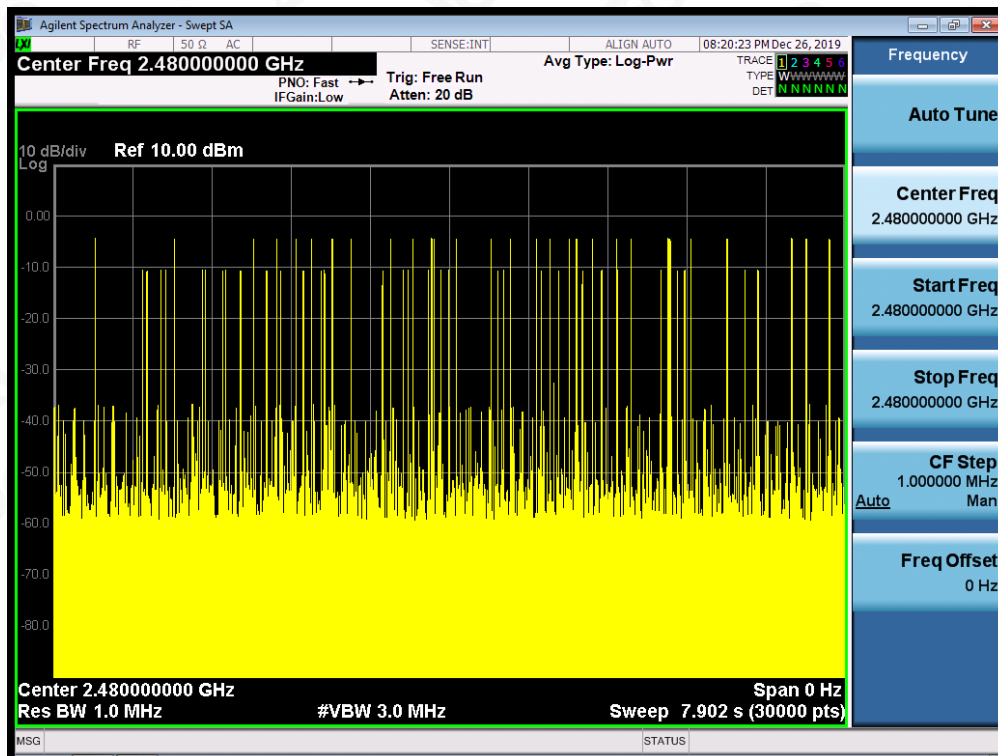 Agilent Spectrum Analyzer - Swept SA
LXI RF 50 Ω AC SENSE:INT ALIGN AUTO 08:20:23 PM Dec 26, 2019
Center Freq 2.480000000 GHz
PNO: Fast
IFGain:Low
Trig: Free Run
Atten: 20 dB
Avg Type: Log-Pwr
TRACE 1 2 3 4 5 6
TYPE W
DET N N N N N N
10 dB/div Ref 10.00 dBm
Log
0.00
-10.0
-20.0
-30.0
-40.0
-50.0
-60.0
-70.0
-80.0
Center 2.480000000 GHz Span 0 Hz
Res BW 1.0 MHz #VBW 3.0 MHz Sweep 7.902 s (30000 pts)
MSG STATUS
Frequency
Auto Tune
Center Freq
2.480000000 GHz
Start Freq
2.480000000 GHz
Stop Freq
2.480000000 GHz
CF Step
1.000000 MHz
Auto Man
Freq Offset
0 Hz